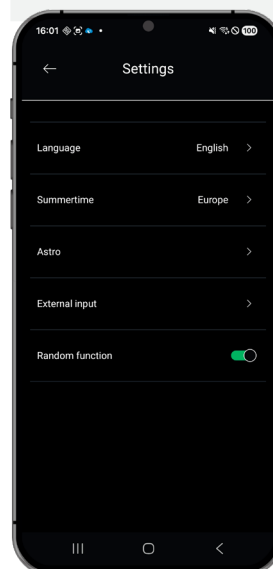 16:01
100
Settings
Language English
Summertime Europe
Astro
External input
Random function